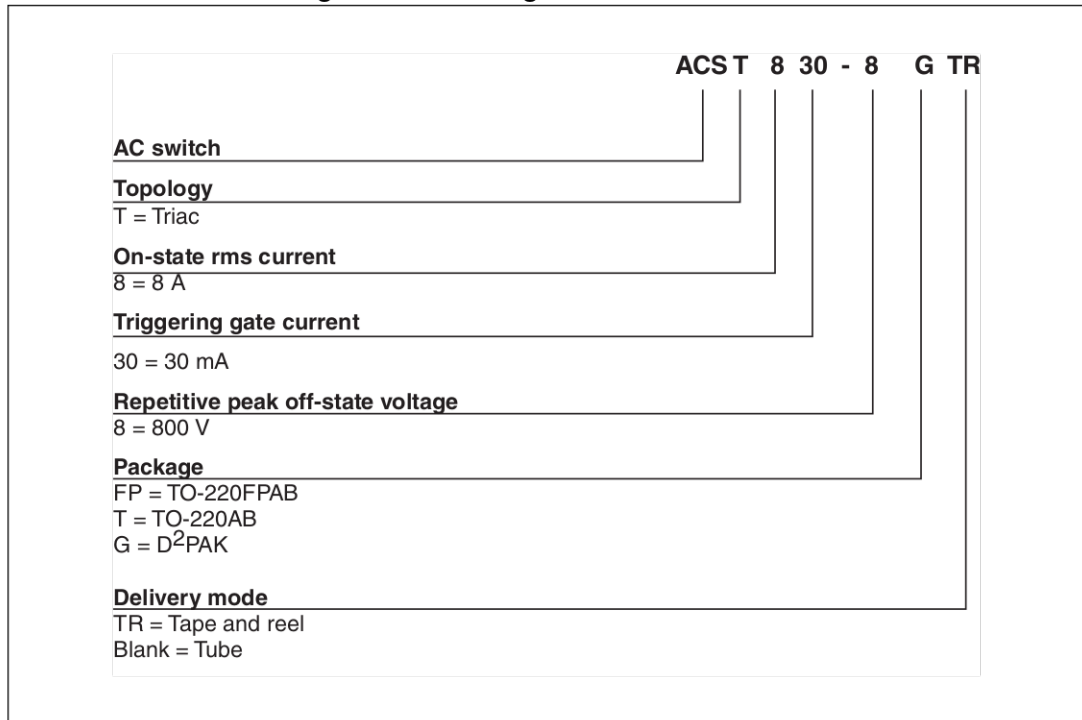 ACS T 8 30 - 8 G TR
AC switch
Topology
T = Triac
On-state rms current
8 = 8 A
Triggering gate current
30 = 30 mA
Repetitive peak off-state voltage
8 = 800 V
Package
FP = TO-220FPAB
T = TO-220AB
G = D²PAK
Delivery mode
TR = Tape and reel
Blank = Tube